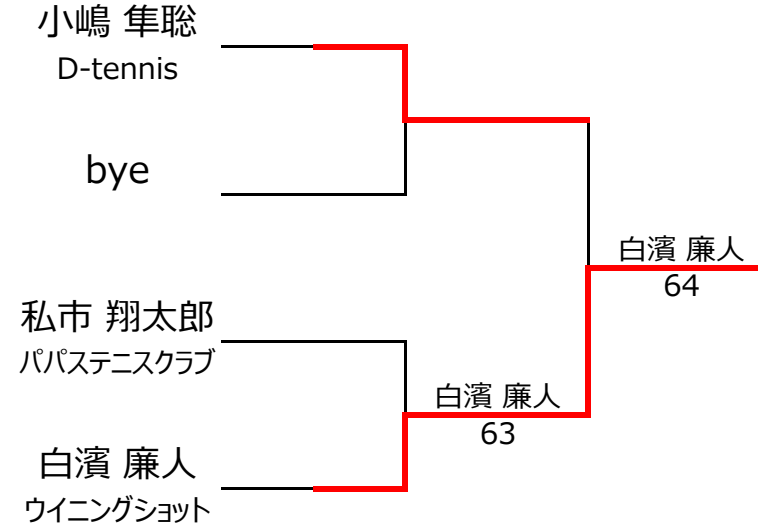 小嶋 隼聡
D-tennis
bye
私市 翔太郎
パパステニスクラブ
白濱 廉人
ウイニングショット
白濱 廉人
63
白濱 廉人
64